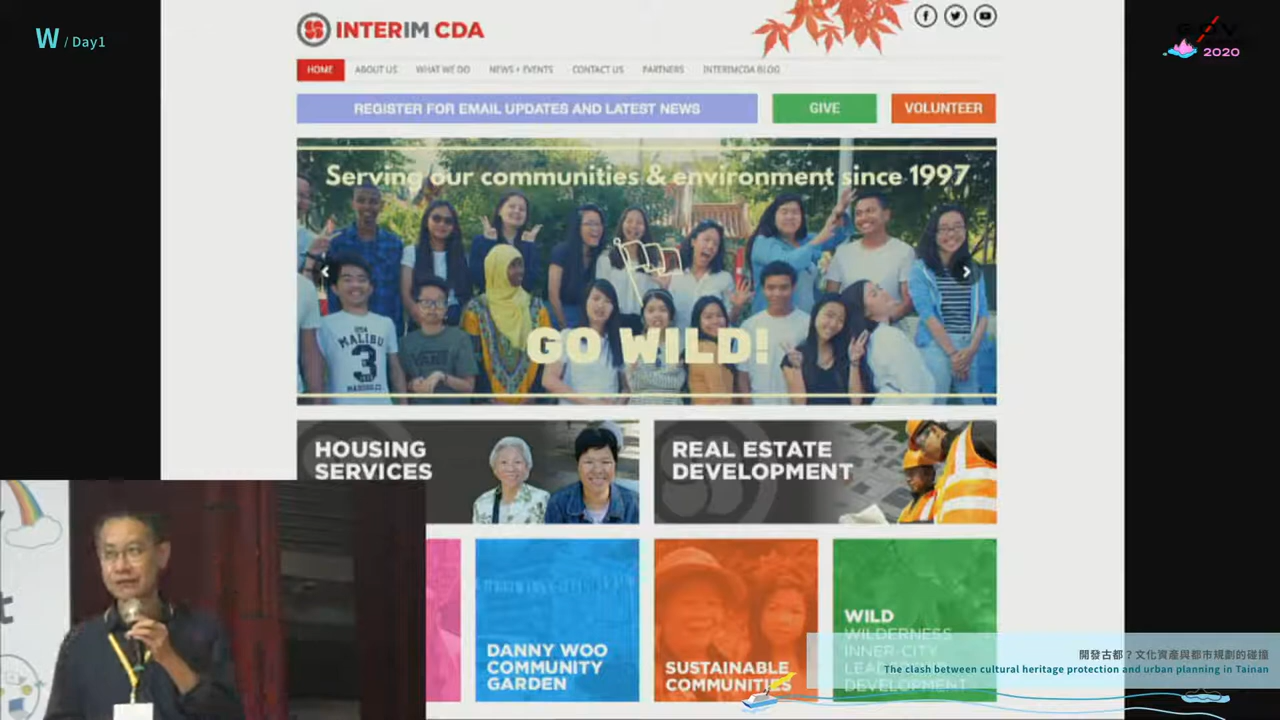 W / Day1
INTERIM CDA
2020
HOME ABOUT US WHAT WE DO NEWS + EVENTS CONTACT US PARTNERS INTERIMCDA BLOG
REGISTER FOR EMAIL UPDATES AND LATEST NEWS
GIVE
VOLUNTEER
Serving our communities & environment since 1997
MALIBU
3
VANS
GO WILD!
HOUSING
SERVICES
REAL ESTATE
DEVELOPMENT
DANNY WOO
COMMUNITY
GARDEN
SUSTAINABLE
COMMUNITIES
WILD
WILDERNESS
INNER-CITY
LEADERSHIP
DEVELOPMENT
開發古都？文化資產與都市規劃的碰撞
The clash between cultural heritage protection and urban planning in Tainan